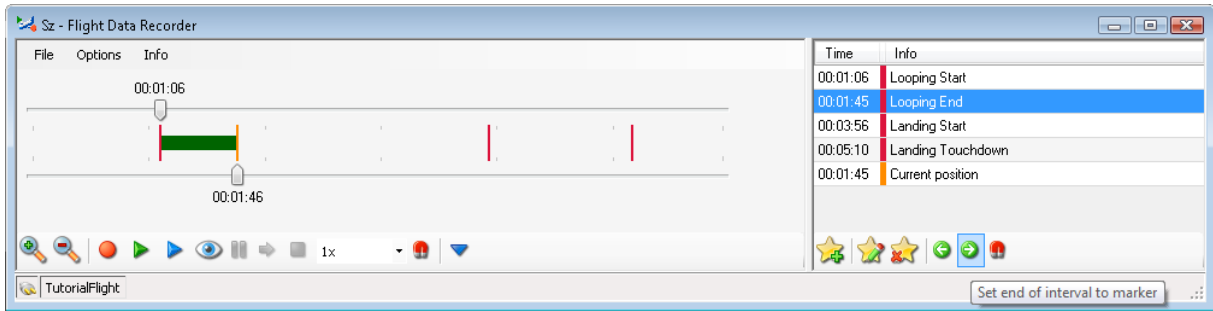 Sz - Flight Data Recorder
File Options Info
00:01:06
00:01:46
1x
TutorialFlight
Time Info
00:01:06 Looping Start
00:01:45 Looping End
00:03:56 Landing Start
00:05:10 Landing Touchdown
00:01:45 Current position
Set end of interval to marker